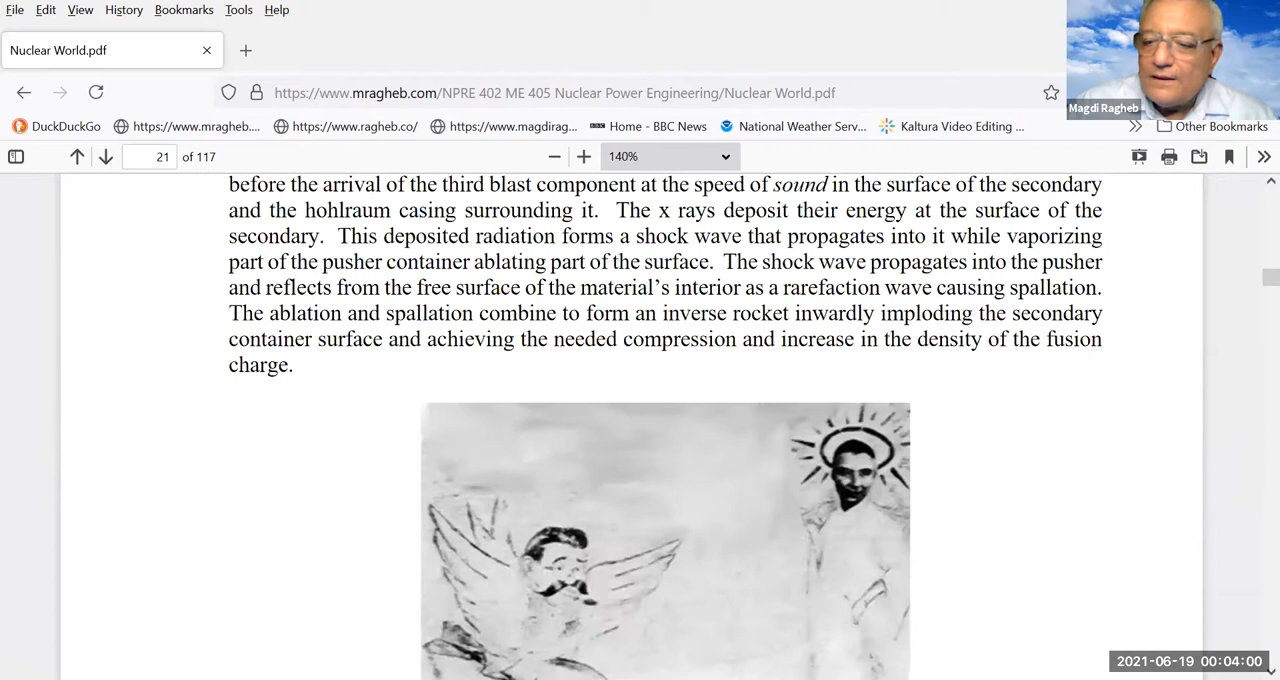 File Edit View History Bookmarks Tools Help
Nuclear World.pdf
https://www.mragheb.com/NPRE 402 ME 405 Nuclear Power Engineering/Nuclear World.pdf
Magdi Ragheb
DuckDuckGo https://www.mragheb.... https://www.ragheb.co/ https://www.magdirag... BBC Home - BBC News National Weather Serv... Kaltura Video Editing ... Other Bookmarks
21 of 117 140%
before the arrival of the third blast component at the speed of sound in the surface of the secondary
and the hohlraum casing surrounding it. The x rays deposit their energy at the surface of the
secondary. This deposited radiation forms a shock wave that propagates into it while vaporizing
part of the pusher container ablating part of the surface. The shock wave propagates into the pusher
and reflects from the free surface of the material's interior as a rarefaction wave causing spallation.
The ablation and spallation combine to form an inverse rocket inwardly imploding the secondary
container surface and achieving the needed compression and increase in the density of the fusion
charge.
2021-06-19 00:04:00